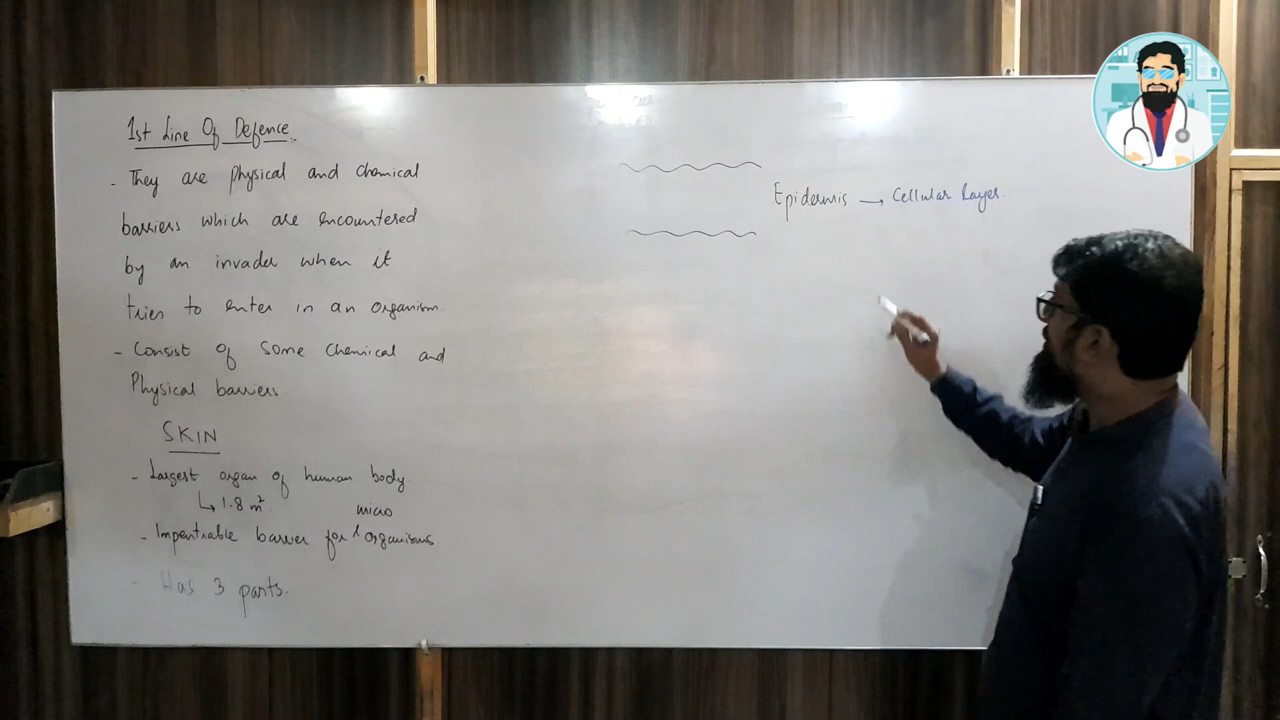 1st Line Of Defence
- They are physical and chemical
barriers which are encountered
by an invader when it
tries to enter in an organism.
- Consist of some chemical and
Physical barriers.
SKIN
- Largest organ of human body
↳ 1.8 m²
micro
- Impentrable barrier for organisms.
- Has 3 parts.
Epidermis → Cellular Layer.